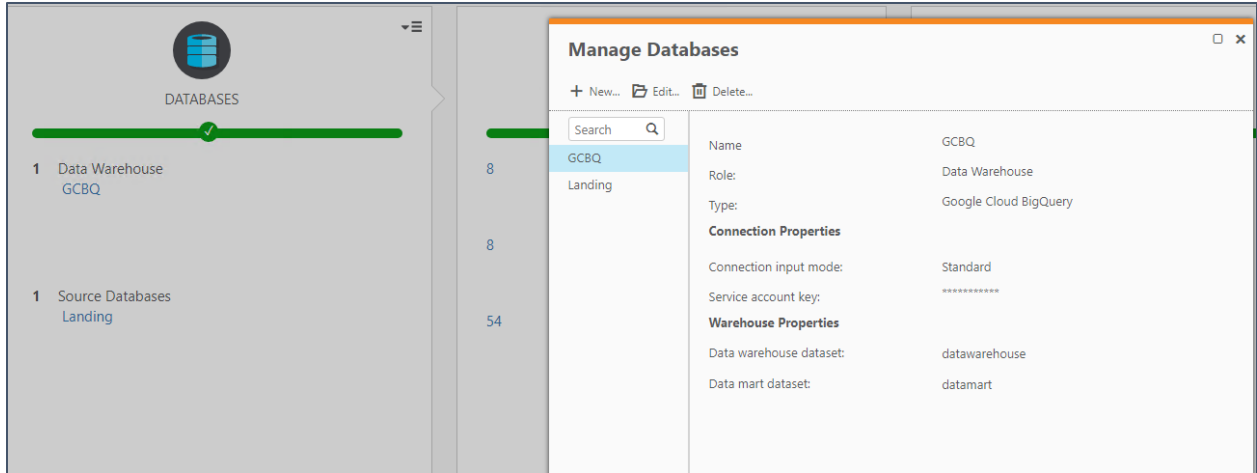 DATABASES
1 Data Warehouse
GCBQ
1 Source Databases
Landing
8
8
54
Manage Databases
New... Edit... Delete...
Search
GCBQ
Landing
Name GCBQ
Role: Data Warehouse
Type: Google Cloud BigQuery
Connection Properties
Connection input mode: Standard
Service account key: ***********
Warehouse Properties
Data warehouse dataset: datawarehouse
Data mart dataset: datamart